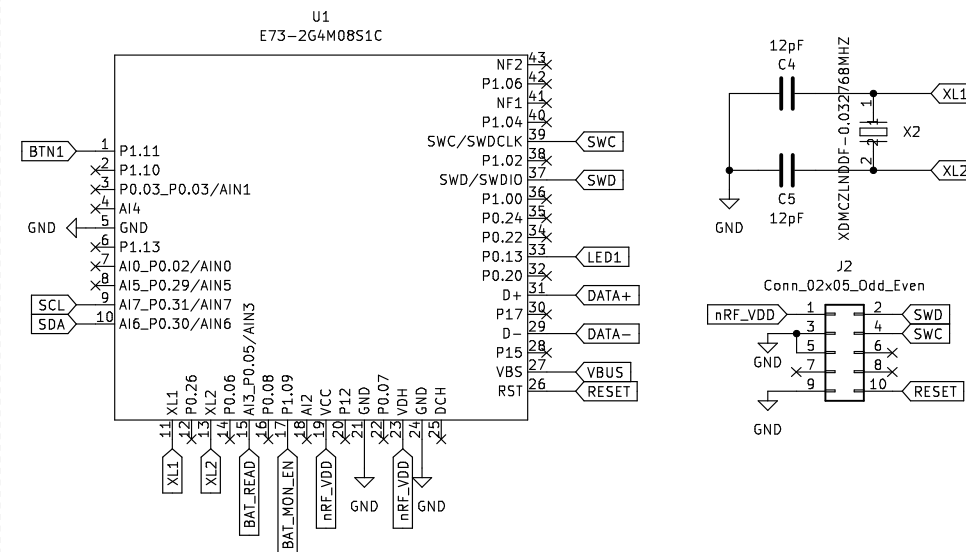 U1
E73-2G4M08S1C
BTN1
1 P1.11
2 P1.10
3 P0.03_P0.03/AIN1
4 AI4
GND 5 GND
6 P1.13
7 AI0_P0.02/AIN0
8 AI5_P0.29/AIN5
SCL 9 AI7_P0.31/AIN7
SDA 10 AI6_P0.30/AIN6
NF2 43
P1.06 42
NF1 41
P1.04 40
SWC/SWDCLK 39 SWC
P1.02 38
SWD/SWDIO 37 SWD
P1.00 36
P0.24 35
P0.22 34
P0.13 33 LED1
P0.20 32
D+ 31 DATA+
P17 30
D- 29 DATA-
P15 28
VBS 27 VBUS
RST 26 RESET
XL1 11 XL1
P0.26 12
XL2 13 XL2
P0.06 14
AI3_P0.05/AIN3 15 BAT_READ
P0.08 16
P1.09 17 BAT_MON_EN
AI2 18
VCC 19 nRF_VDD
P12 20
GND 21 GND
P0.07 22
VDH 23 nRF_VDD
GND 24 GND
DCH 25
12pF
C4
C5
12pF
GND
XDMCZLNDDF-0.032768MHZ
1 1
2 2
X2
XL1
XL2
J2
Conn_02x05_Odd_Even
nRF_VDD 1 2 SWD
3 4 SWC
GND 5 6
7 8
9 10 RESET
GND